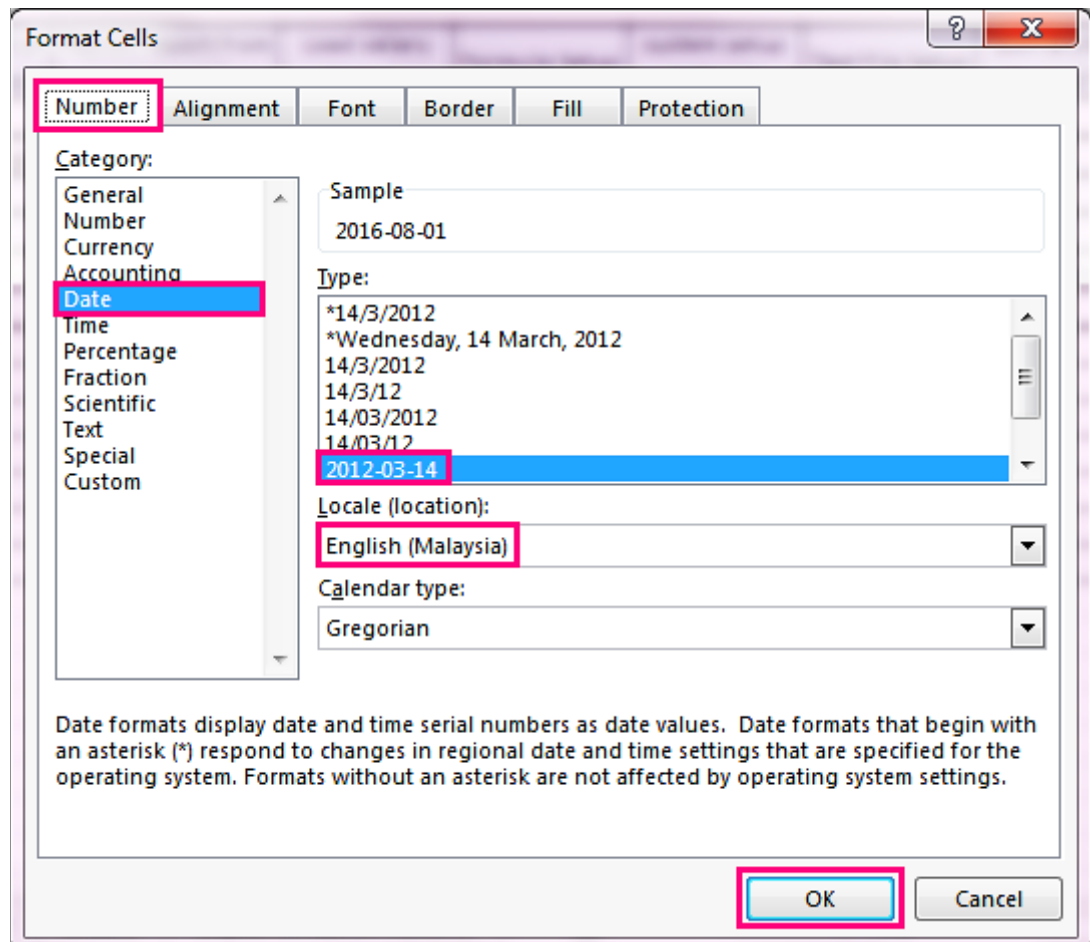 Format Cells
Number Alignment Font Border Fill Protection
Category:
General
Number
Currency
Accounting
Date
Time
Percentage
Fraction
Scientific
Text
Special
Custom
Sample
2016-08-01
Type:
*14/3/2012
*Wednesday, 14 March, 2012
14/3/2012
14/3/12
14/03/2012
14/03/12
2012-03-14
Locale (location):
English (Malaysia)
Calendar type:
Gregorian
Date formats display date and time serial numbers as date values.  Date formats that begin with
an asterisk (*) respond to changes in regional date and time settings that are specified for the
operating system. Formats without an asterisk are not affected by operating system settings.
OK Cancel